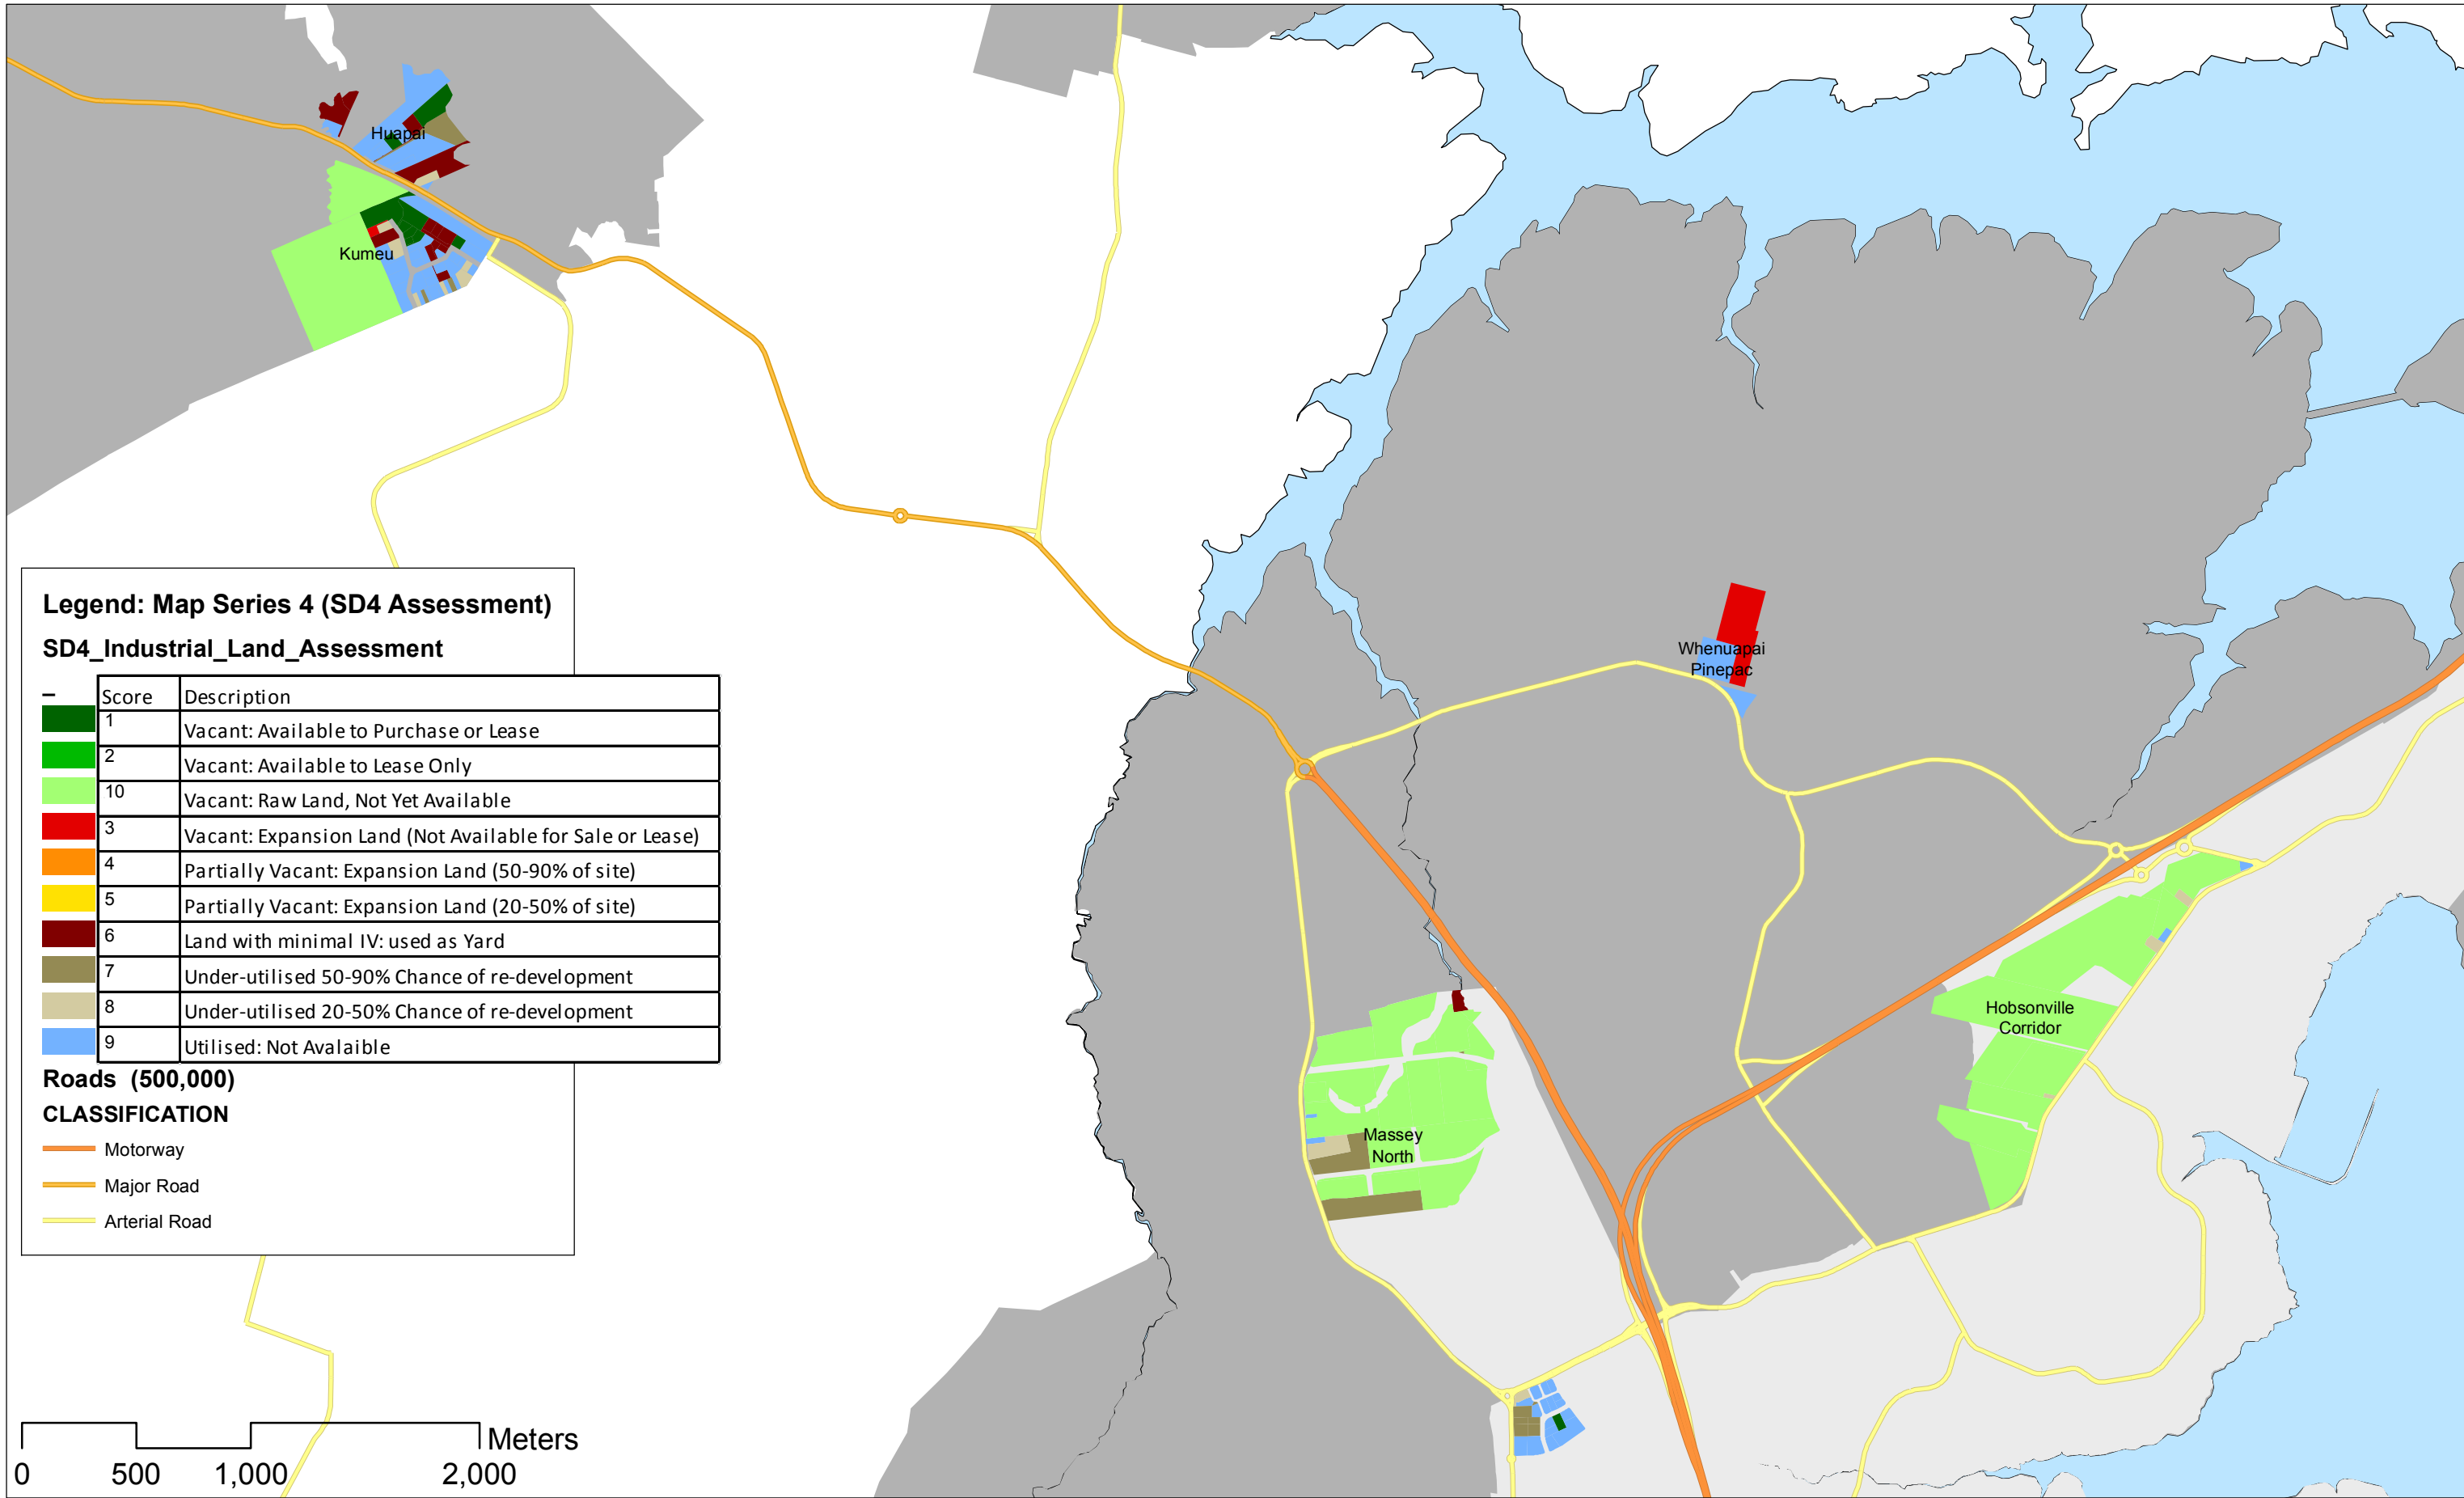 Huapai
Kumeu
Whenuapai
Pinepac
Hobsonville
Corridor
Massey
North
Legend: Map Series 4 (SD4 Assessment)
SD4_Industrial_Land_Assessment
Score Description
1 Vacant: Available to Purchase or Lease
2 Vacant: Available to Lease Only
10 Vacant: Raw Land, Not Yet Available
3 Vacant: Expansion Land (Not Available for Sale or Lease)
4 Partially Vacant: Expansion Land (50-90% of site)
5 Partially Vacant: Expansion Land (20-50% of site)
6 Land with minimal IV: used as Yard
7 Under-utilised 50-90% Chance of re-development
8 Under-utilised 20-50% Chance of re-development
9 Utilised: Not Avalaible
Roads (500,000)
CLASSIFICATION
Motorway
Major Road
Arterial Road
Meters
0 500 1,000 2,000